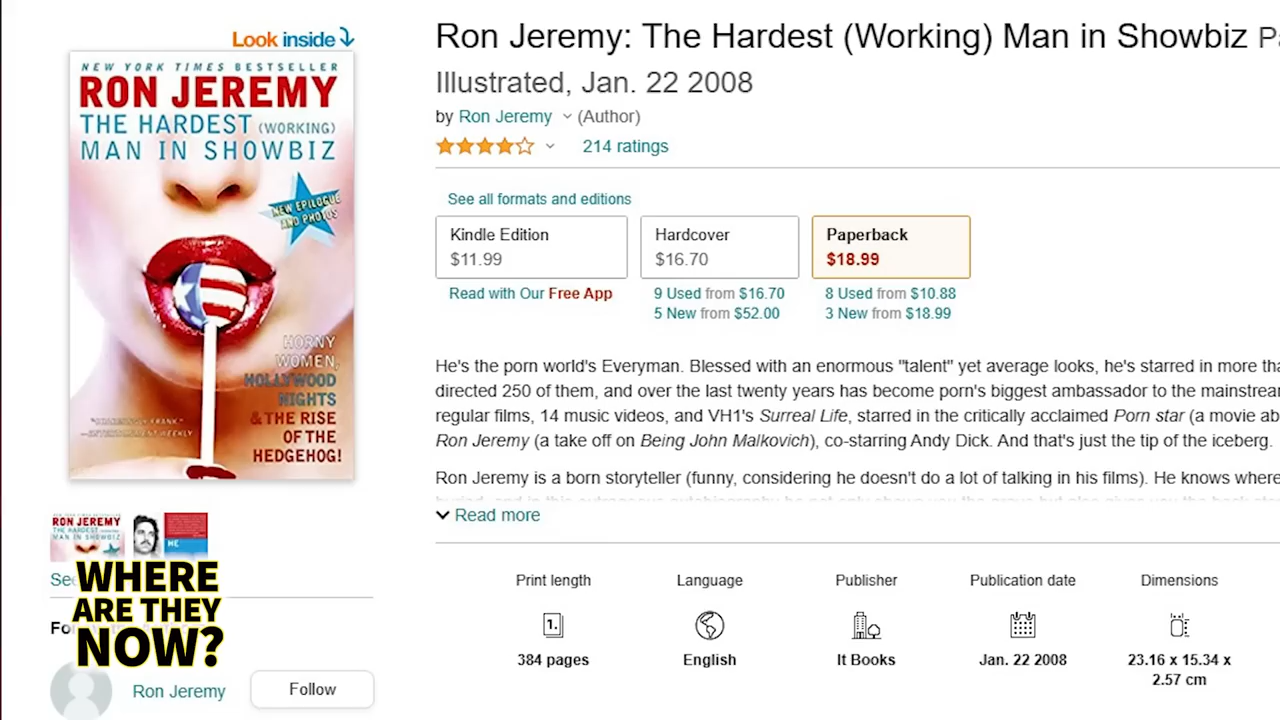 Look inside
NEW YORK TIMES BESTSELLER
RON JEREMY
THE HARDEST (WORKING)
MAN IN SHOWBIZ
NEW EPILOGUE
AND PHOTOS
HORNY
WOMEN,
HOLLYWOOD
NIGHTS
& THE RISE
OF THE
HEDGEHOG!
RON JEREMY
THE HARDEST
MAN IN SHOWBIZ
HE
See
WHERE
ARE THEY
NOW?
Ron Jeremy
Follow
Ron Jeremy: The Hardest (Working) Man in Showbiz Pa
Illustrated, Jan. 22 2008
by Ron Jeremy (Author)
214 ratings
See all formats and editions
Kindle Edition
$11.99
Read with Our Free App
Hardcover
$16.70
9 Used from $16.70
5 New from $52.00
Paperback
$18.99
8 Used from $10.88
3 New from $18.99
He's the porn world's Everyman. Blessed with an enormous "talent" yet average looks, he's starred in more tha
directed 250 of them, and over the last twenty years has become porn's biggest ambassador to the mainstream
regular films, 14 music videos, and VH1's Surreal Life, starred in the critically acclaimed Porn star (a movie ab
Ron Jeremy (a take off on Being John Malkovich), co-starring Andy Dick. And that's just the tip of the iceberg.
Ron Jeremy is a born storyteller (funny, considering he doesn't do a lot of talking in his films). He knows where
Read more
Print length
384 pages
Language
English
Publisher
It Books
Publication date
Jan. 22 2008
Dimensions
23.16 x 15.34 x
2.57 cm